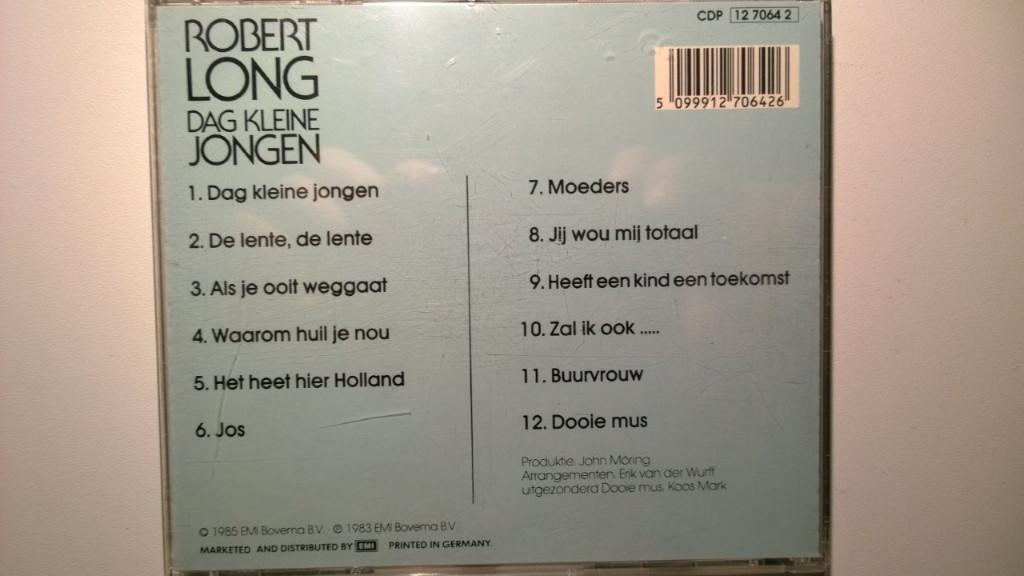 ROBERT
LONG
DAG KLEINE
JONGEN
CDP 12 7064 2
5 099912 706426
1. Dag kleine jongen
2. De lente, de lente
3. Als je ooit weggaat
4. Waarom huil je nou
5. Het heet hier Holland
6. Jos
7. Moeders
8. Jij wou mij totaal
9. Heeft een kind een toekomst
10. Zal ik ook .....
11. Buurvrouw
12. Dooie mus
Produktie. John Möring
Arrangementen. Erik van der Wurff
uitgezonderd Dooie mus. Koos Mark
© 1985 EMI Bovema B.V. ℗ 1983 EMI Bovema B.V.
MARKETED AND DISTRIBUTED BY EMI PRINTED IN GERMANY.